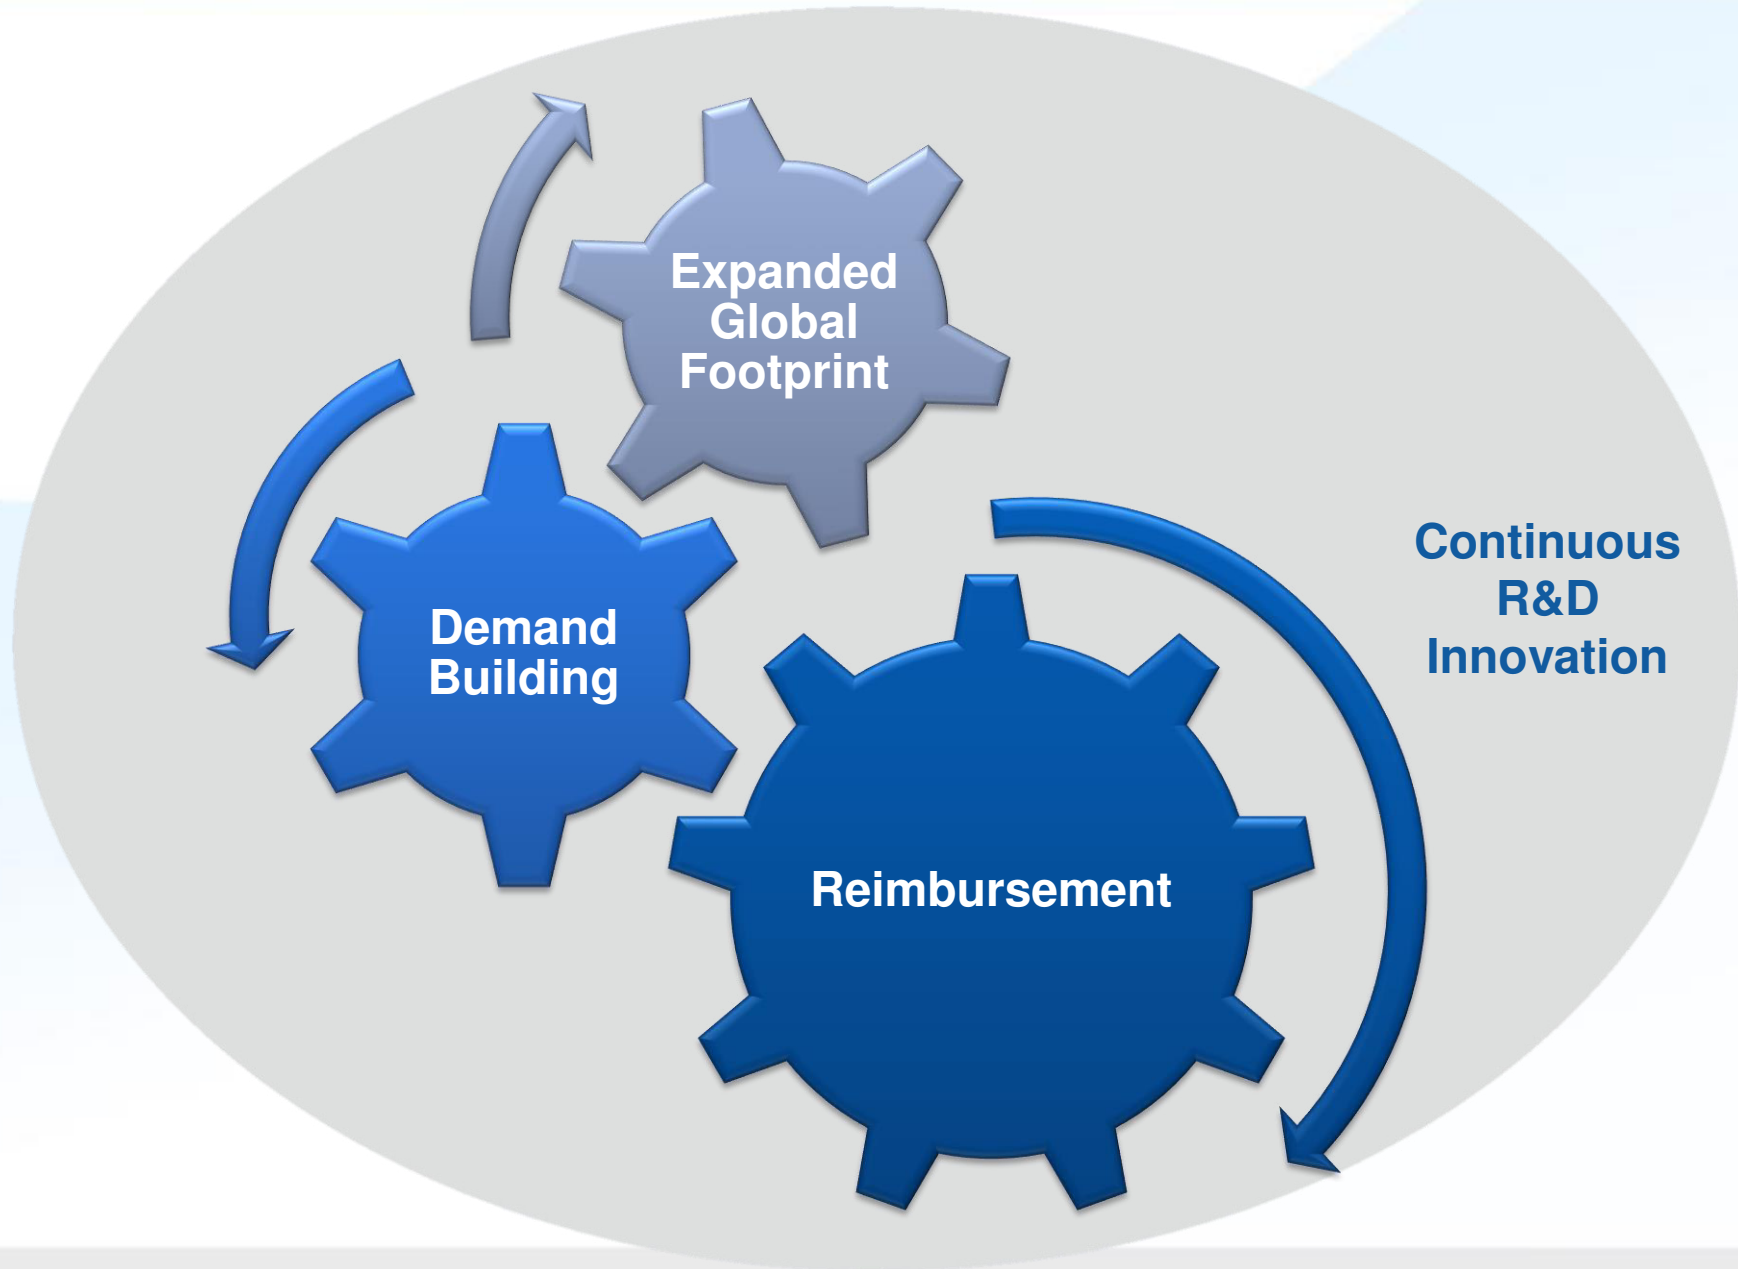 Expanded
Global
Footprint
Demand
Building
Reimbursement
Continuous
R&D
Innovation